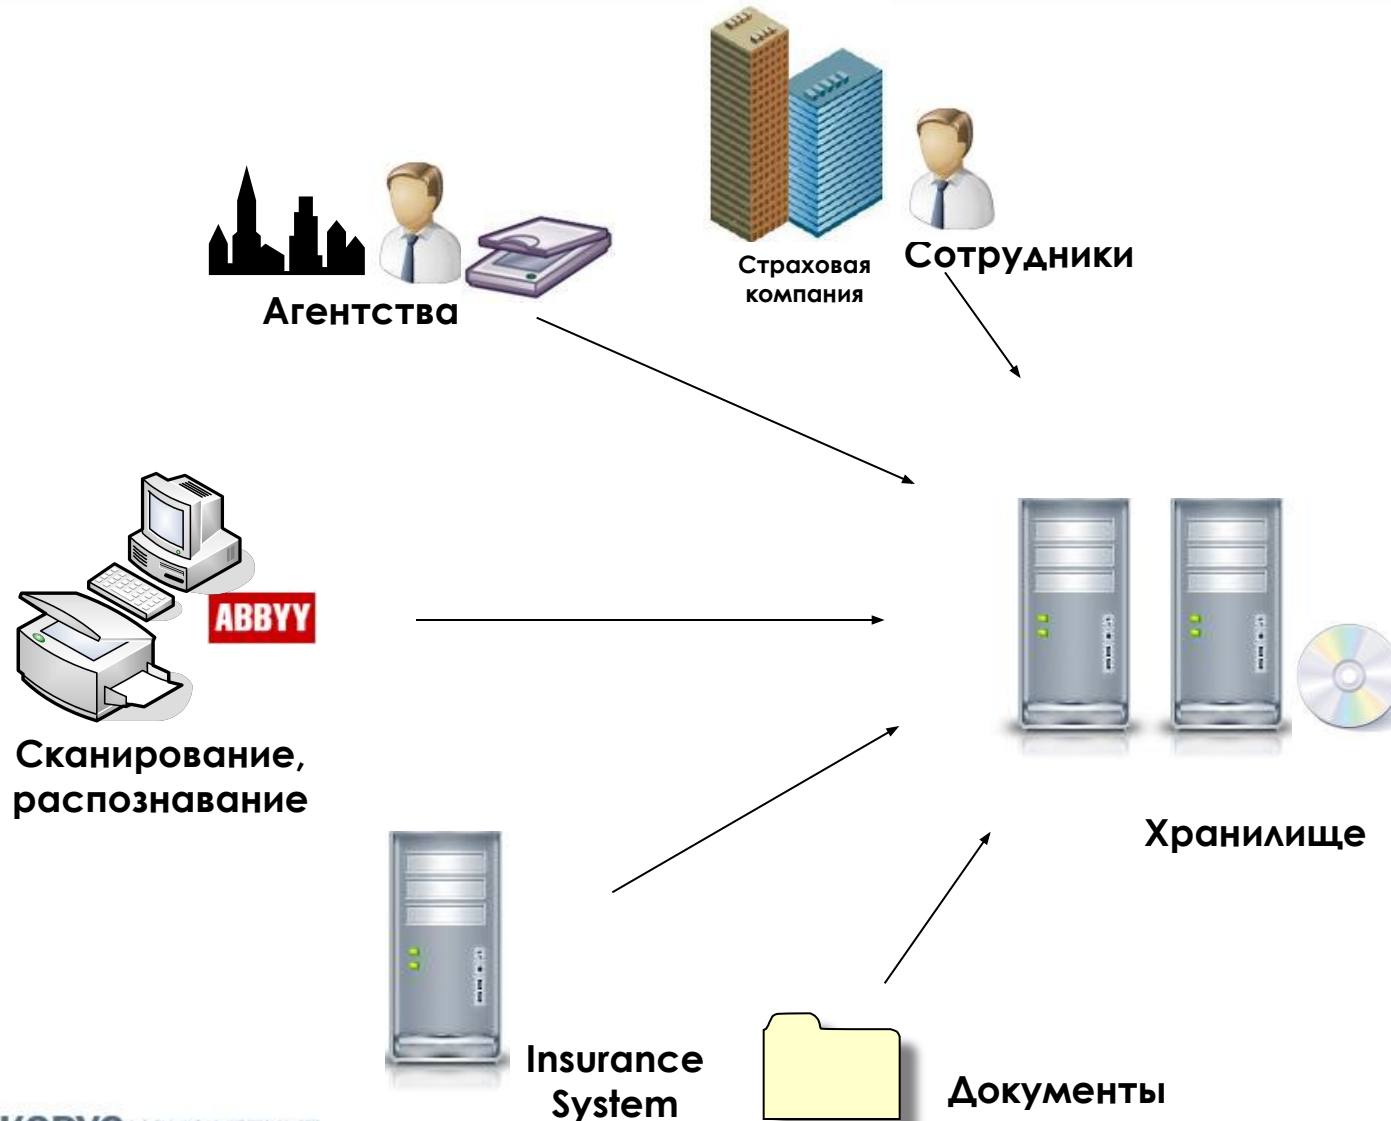 Сотрудники
Страховая
компания
Агентства
ABBYY
Сканирование,
распознавание
Хранилище
Insurance
System
Документы